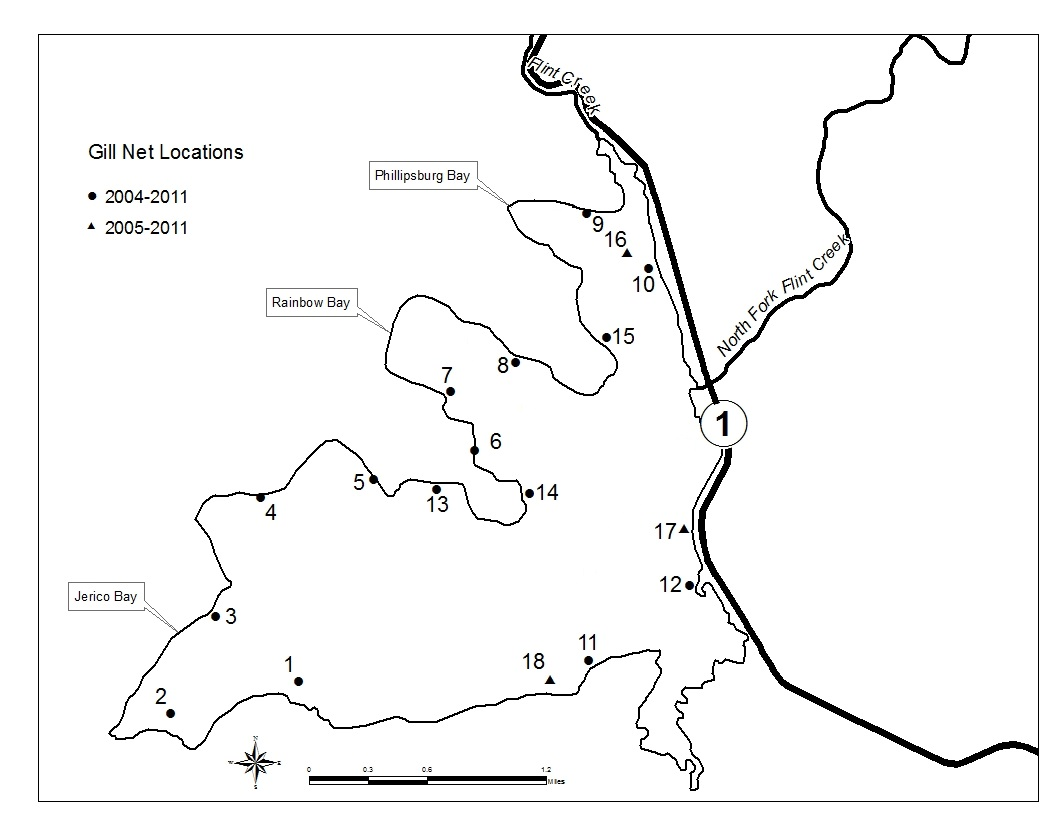 Flint Creek
Gill Net Locations
2004-2011
2005-2011
Phillipsburg Bay
9
16
10
North Fork Flint Creek
Rainbow Bay
15
8
7
1
6
5
13
14
4
17
12
Jerico Bay
3
11
18
1
2
N
W
E
S
0 0.3 0.6 1.2
Miles